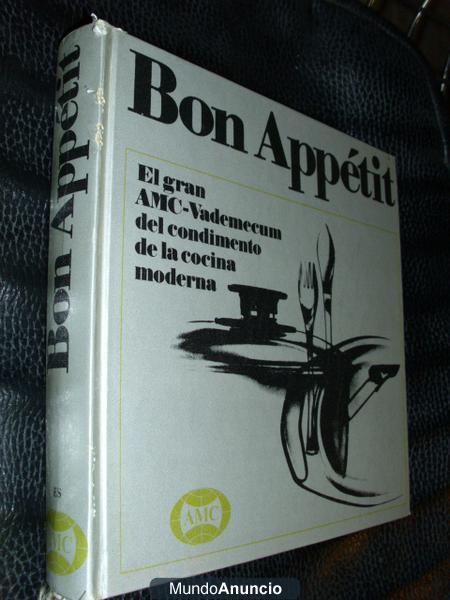 Bon Appétit
El gran
AMC-Vademecum
del condimento
de la cocina
moderna
AMC
Bon Appétit
ES
AMC
MundoAnuncio